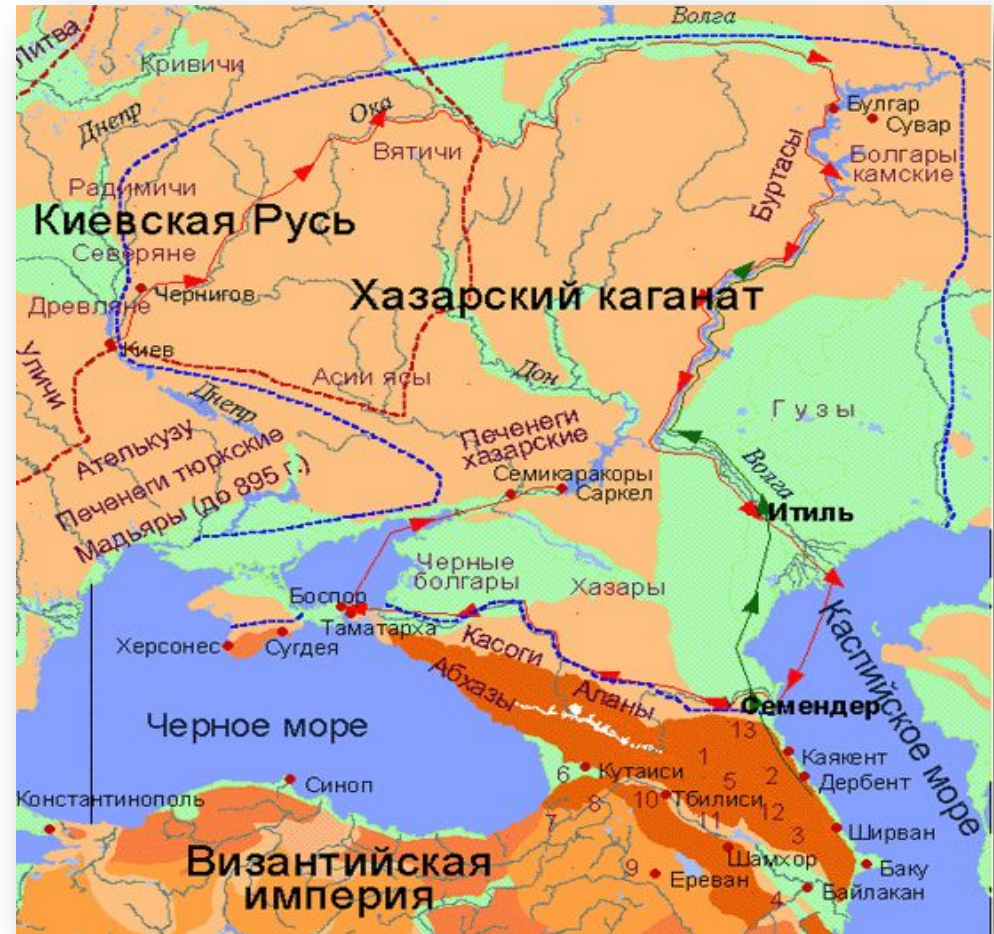 Волга
Литва
Кривичи
Днепр
Ока
Булгар
Сувар
Вятичи
Болгары
камские
Буртасы
Радимичи
Киевская Русь
Северяне
Хазарский каганат
Чернигов
Древляне
Киев
Уличи
Асии ясы
Дон
Днепр
Гузы
Ателькузу
Печенеги тюркские
Мадьяры (до 895 г.)
Печенеги
хазарские
Семикаракоры
Саркел
Волга
Итиль
Черные
болгары
Хазары
Боспор
Таматарха
Херсонес
Сугдея
Касоги
Абхазы
Аланы
Каспийское море
Семендер
13
Черное море
1
Каякент
6
Кутаиси
5
2
Дербент
Синоп
Константинополь
8
10
Тбилиси
12
7
11
3
Ширван
Византийская
империя
Шамхор
9
Ереван
Баку
4
Байлакан